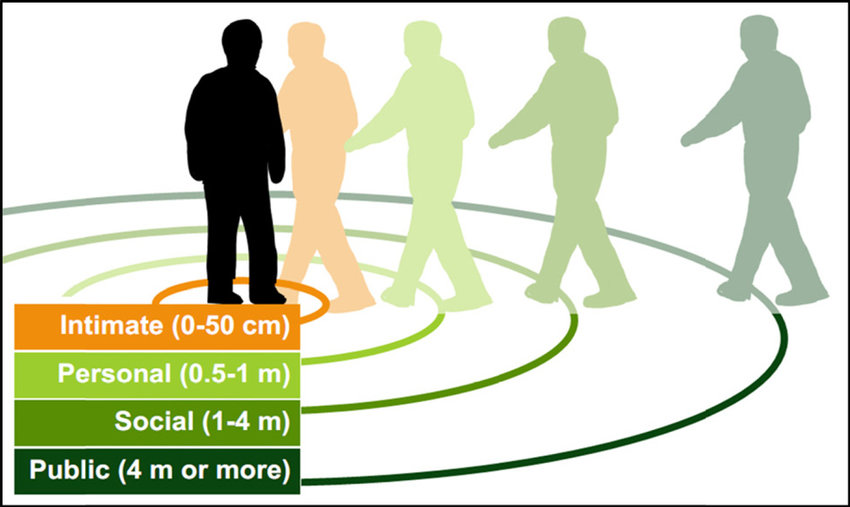 Intimate (0-50 cm)
Personal (0.5-1 m)
Social (1-4 m)
Public (4 m or more)